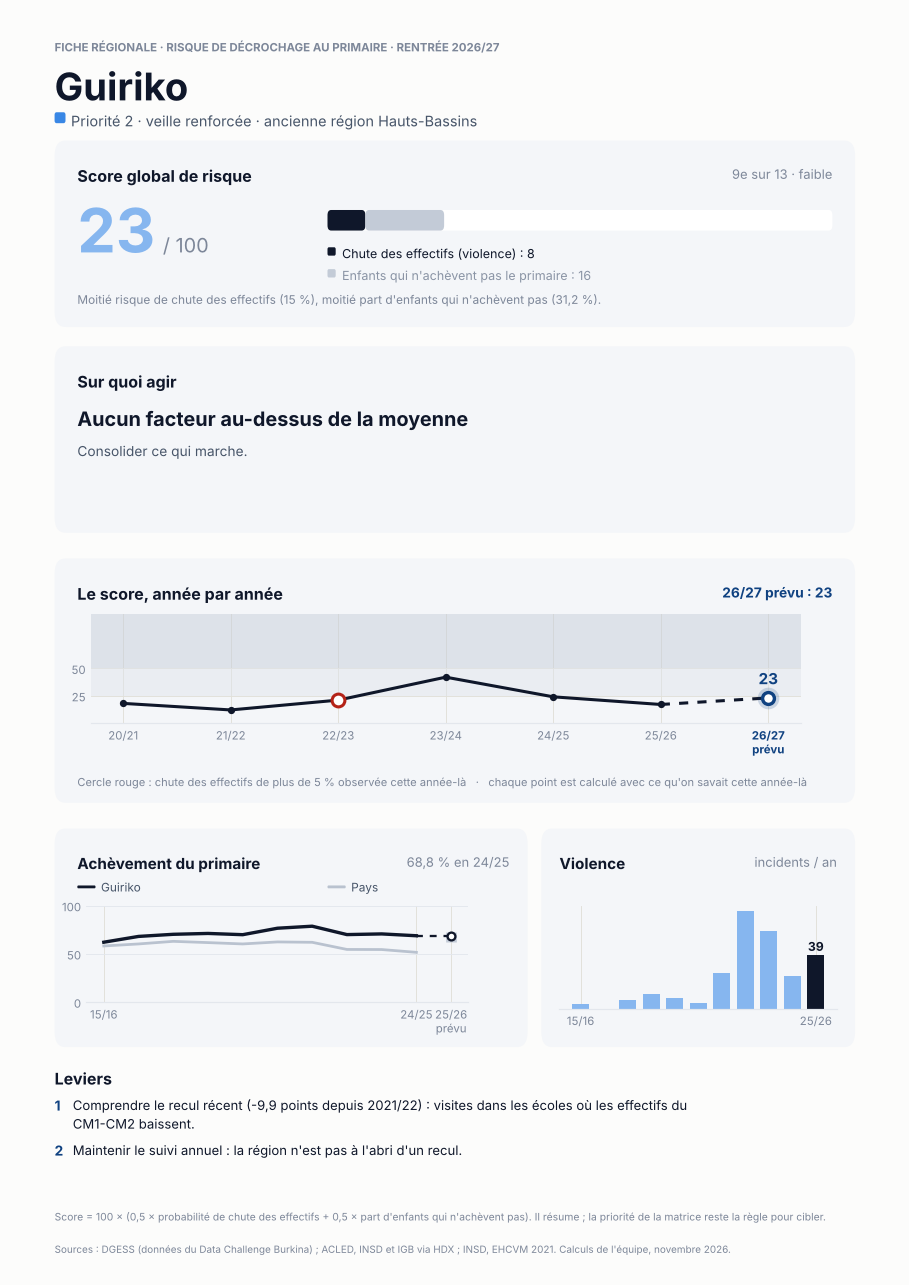 FICHE RÉGIONALE · RISQUE DE DÉCROCHAGE AU PRIMAIRE · RENTRÉE 2026/27
Guiriko
Priorité 2 · veille renforcée · ancienne région Hauts-Bassins
Score global de risque
9e sur 13 · faible
23 / 100
Chute des effectifs (violence) : 8
Enfants qui n'achèvent pas le primaire : 16
Moitié risque de chute des effectifs (15 %), moitié part d'enfants qui n'achèvent pas (31,2 %).
Sur quoi agir
Aucun facteur au-dessus de la moyenne
Consolider ce qui marche.
Le score, année par année
26/27 prévu : 23
50
25
23
20/21 21/22 22/23 23/24 24/25 25/26 26/27
prévu
Cercle rouge : chute des effectifs de plus de 5 % observée cette année-là · chaque point est calculé avec ce qu'on savait cette année-là
Achèvement du primaire
68,8 % en 24/25
Guiriko Pays
100
50
0
15/16 24/25 25/26
prévu
Violence
incidents / an
39
15/16 25/26
Leviers
1 Comprendre le recul récent (-9,9 points depuis 2021/22) : visites dans les écoles où les effectifs du
CM1-CM2 baissent.
2 Maintenir le suivi annuel : la région n'est pas à l'abri d'un recul.
Score = 100 × (0,5 × probabilité de chute des effectifs + 0,5 × part d'enfants qui n'achèvent pas). Il résume ; la priorité de la matrice reste la règle pour cibler.
Sources : DGESS (données du Data Challenge Burkina) ; ACLED, INSD et IGB via HDX ; INSD, EHCVM 2021. Calculs de l'équipe, novembre 2026.